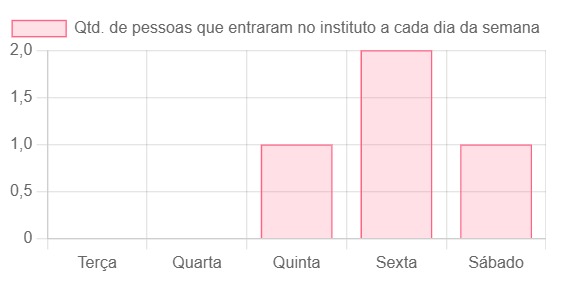 Qtd. de pessoas que entraram no instituto a cada dia da semana
2,0
1,5
1,0
0,5
0
Terça Quarta Quinta Sexta Sábado